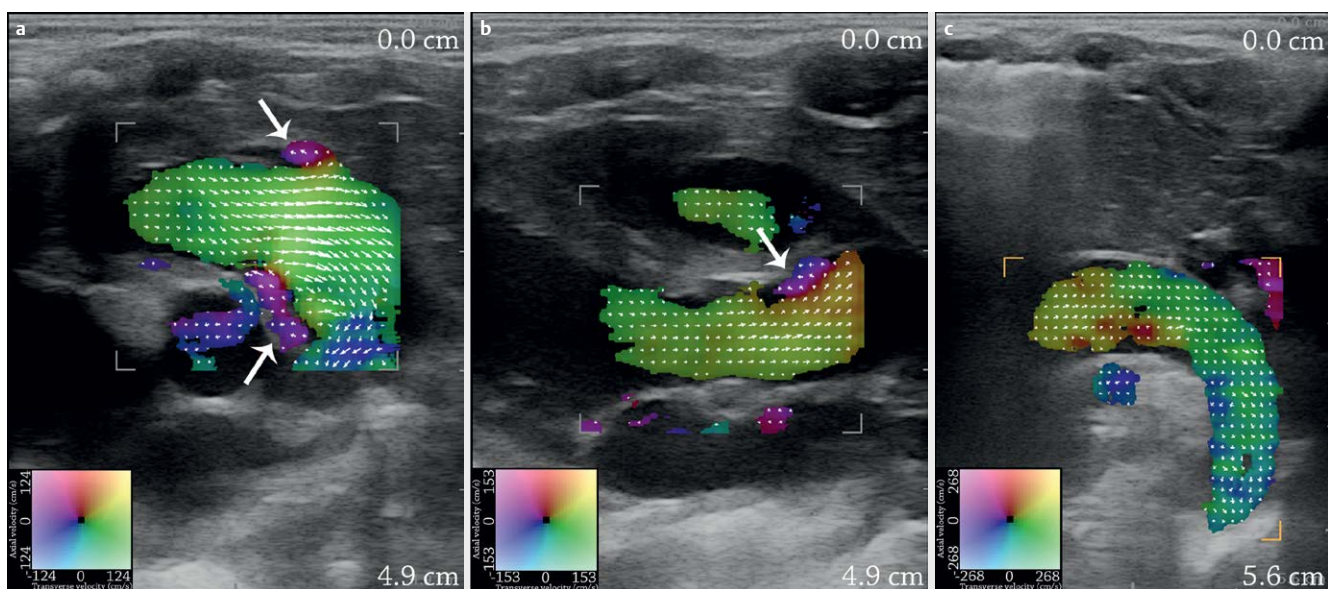 a
0.0 cm
Axial velocity (cm/s)
124
0
-124
-124 0 124
Transverse velocity (cm/s)
4.9 cm
b
0.0 cm
Axial velocity (cm/s)
153
0
-153
-153 0 153
Transverse velocity (cm/s)
4.9 cm
c
0.0 cm
Axial velocity (cm/s)
268
0
-268
-268 0 268
Transverse velocity (cm/s)
5.6 cm